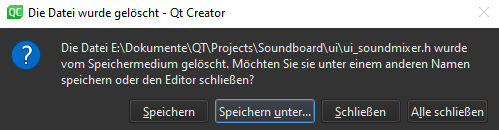 Die Datei wurde gelöscht - Qt Creator
Die Datei E:\Dokumente\QT\Projects\Soundboard\ui\ui_soundmixer.h wurde
vom Speichermedium gelöscht. Möchten Sie sie unter einem anderen Namen
speichern oder den Editor schließen?
Speichern Speichern unter... Schließen Alle schließen